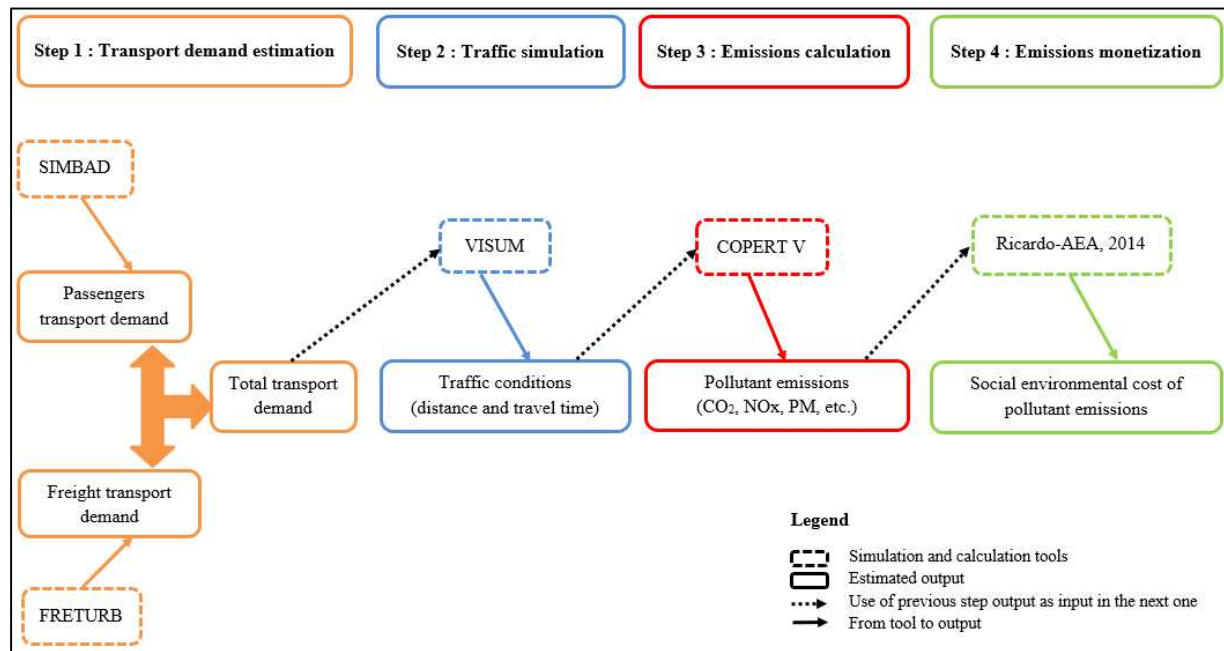 Step 1 : Transport demand estimation
Step 2 : Traffic simulation
Step 3 : Emissions calculation
Step 4 : Emissions monetization
SIMBAD
VISUM
COPERT V
Ricardo-AEA, 2014
Passengers
transport demand
Total transport
demand
Traffic conditions
(distance and travel time)
Pollutant emissions
(CO₂, NOx, PM, etc.)
Social environmental cost of
pollutant emissions
Freight transport
demand
FRETURB
Legend
Simulation and calculation tools
Estimated output
Use of previous step output as input in the next one
From tool to output